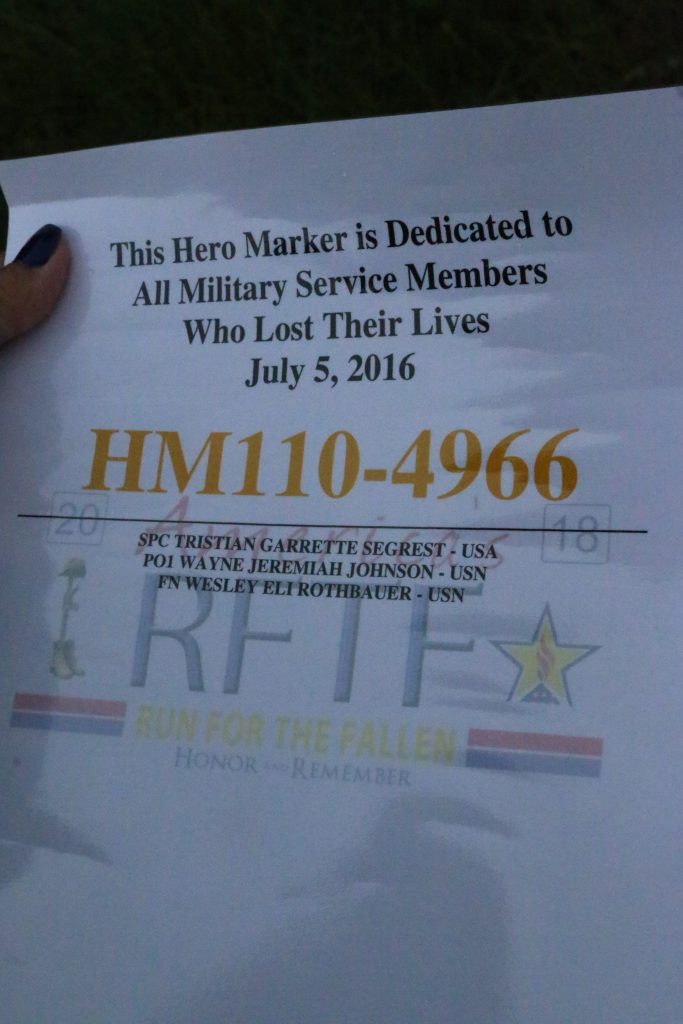 This Hero Marker is Dedicated to
All Military Service Members
Who Lost Their Lives
July 5, 2016
HM110-4966
20 America's 18
SPC TRISTIAN GARRETTE SEGREST - USA
PO1 WAYNE JEREMIAH JOHNSON - USN
FN WESLEY ELI ROTHBAUER - USN
RFTF
RUN FOR THE FALLEN
HONOR AND REMEMBER